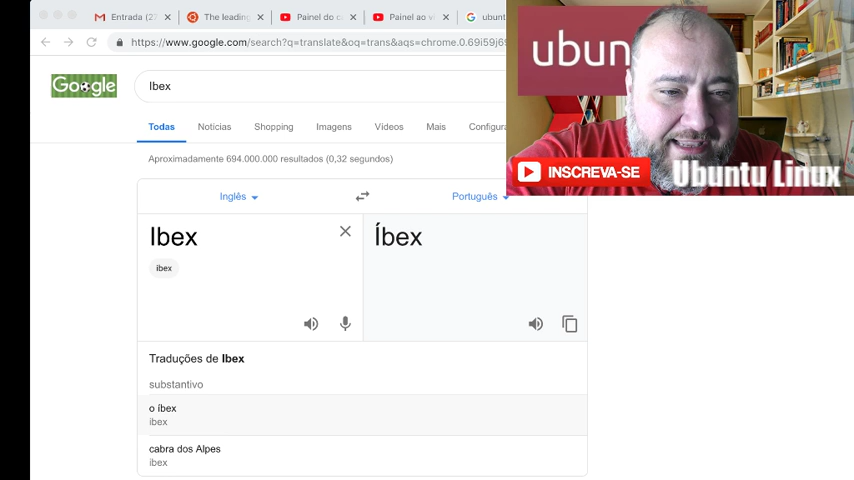 Entrada (27
The leading
Painel do c
Painel ao v
ubunt
https://www.google.com/search?q=translate&oq=trans&aqs=chrome.0.69i59j69
ubun
Google
Ibex
Todas Notícias Shopping Imagens Vídeos Mais Configura
Aproximadamente 694.000.000 resultados (0,32 segundos)
INSCREVA-SE
Ubuntu Linux
Inglês
Português
Ibex
Íbex
ibex
Traduções de Ibex
substantivo
o íbex
ibex
cabra dos Alpes
ibex